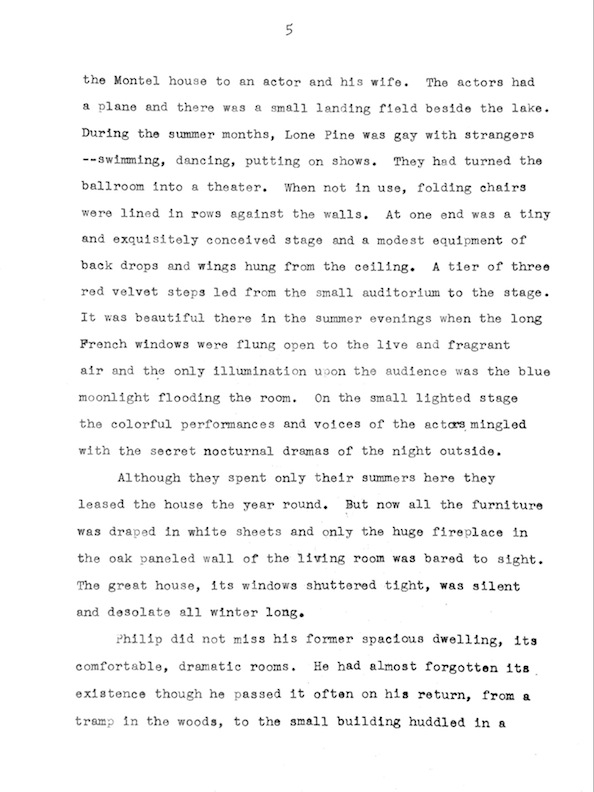 5
the Montel house to an actor and his wife. The actors had
a plane and there was a small landing field beside the lake.
During the summer months, Lone Pine was gay with strangers
--swimming, dancing, putting on shows. They had turned the
ballroom into a theater. When not in use, folding chairs
were lined in rows against the walls. At one end was a tiny
and exquisitely conceived stage and a modest equipment of
back drops and wings hung from the ceiling. A tier of three
red velvet steps led from the small auditorium to the stage.
It was beautiful there in the summer evenings when the long
French windows were flung open to the live and fragrant
air and the only illumination upon the audience was the blue
moonlight flooding the room. On the small lighted stage
the colorful performances and voices of the actors mingled
with the secret nocturnal dramas of the night outside.
Although they spent only their summers here they
leased the house the year round. But now all the furniture
was draped in white sheets and only the huge fireplace in
the oak paneled wall of the living room was bared to sight.
The great house, its windows shuttered tight, was silent
and desolate all winter long.
Philip did not miss his former spacious dwelling, its
comfortable, dramatic rooms. He had almost forgotten its
existence though he passed it often on his return, from a
tramp in the woods, to the small building huddled in a